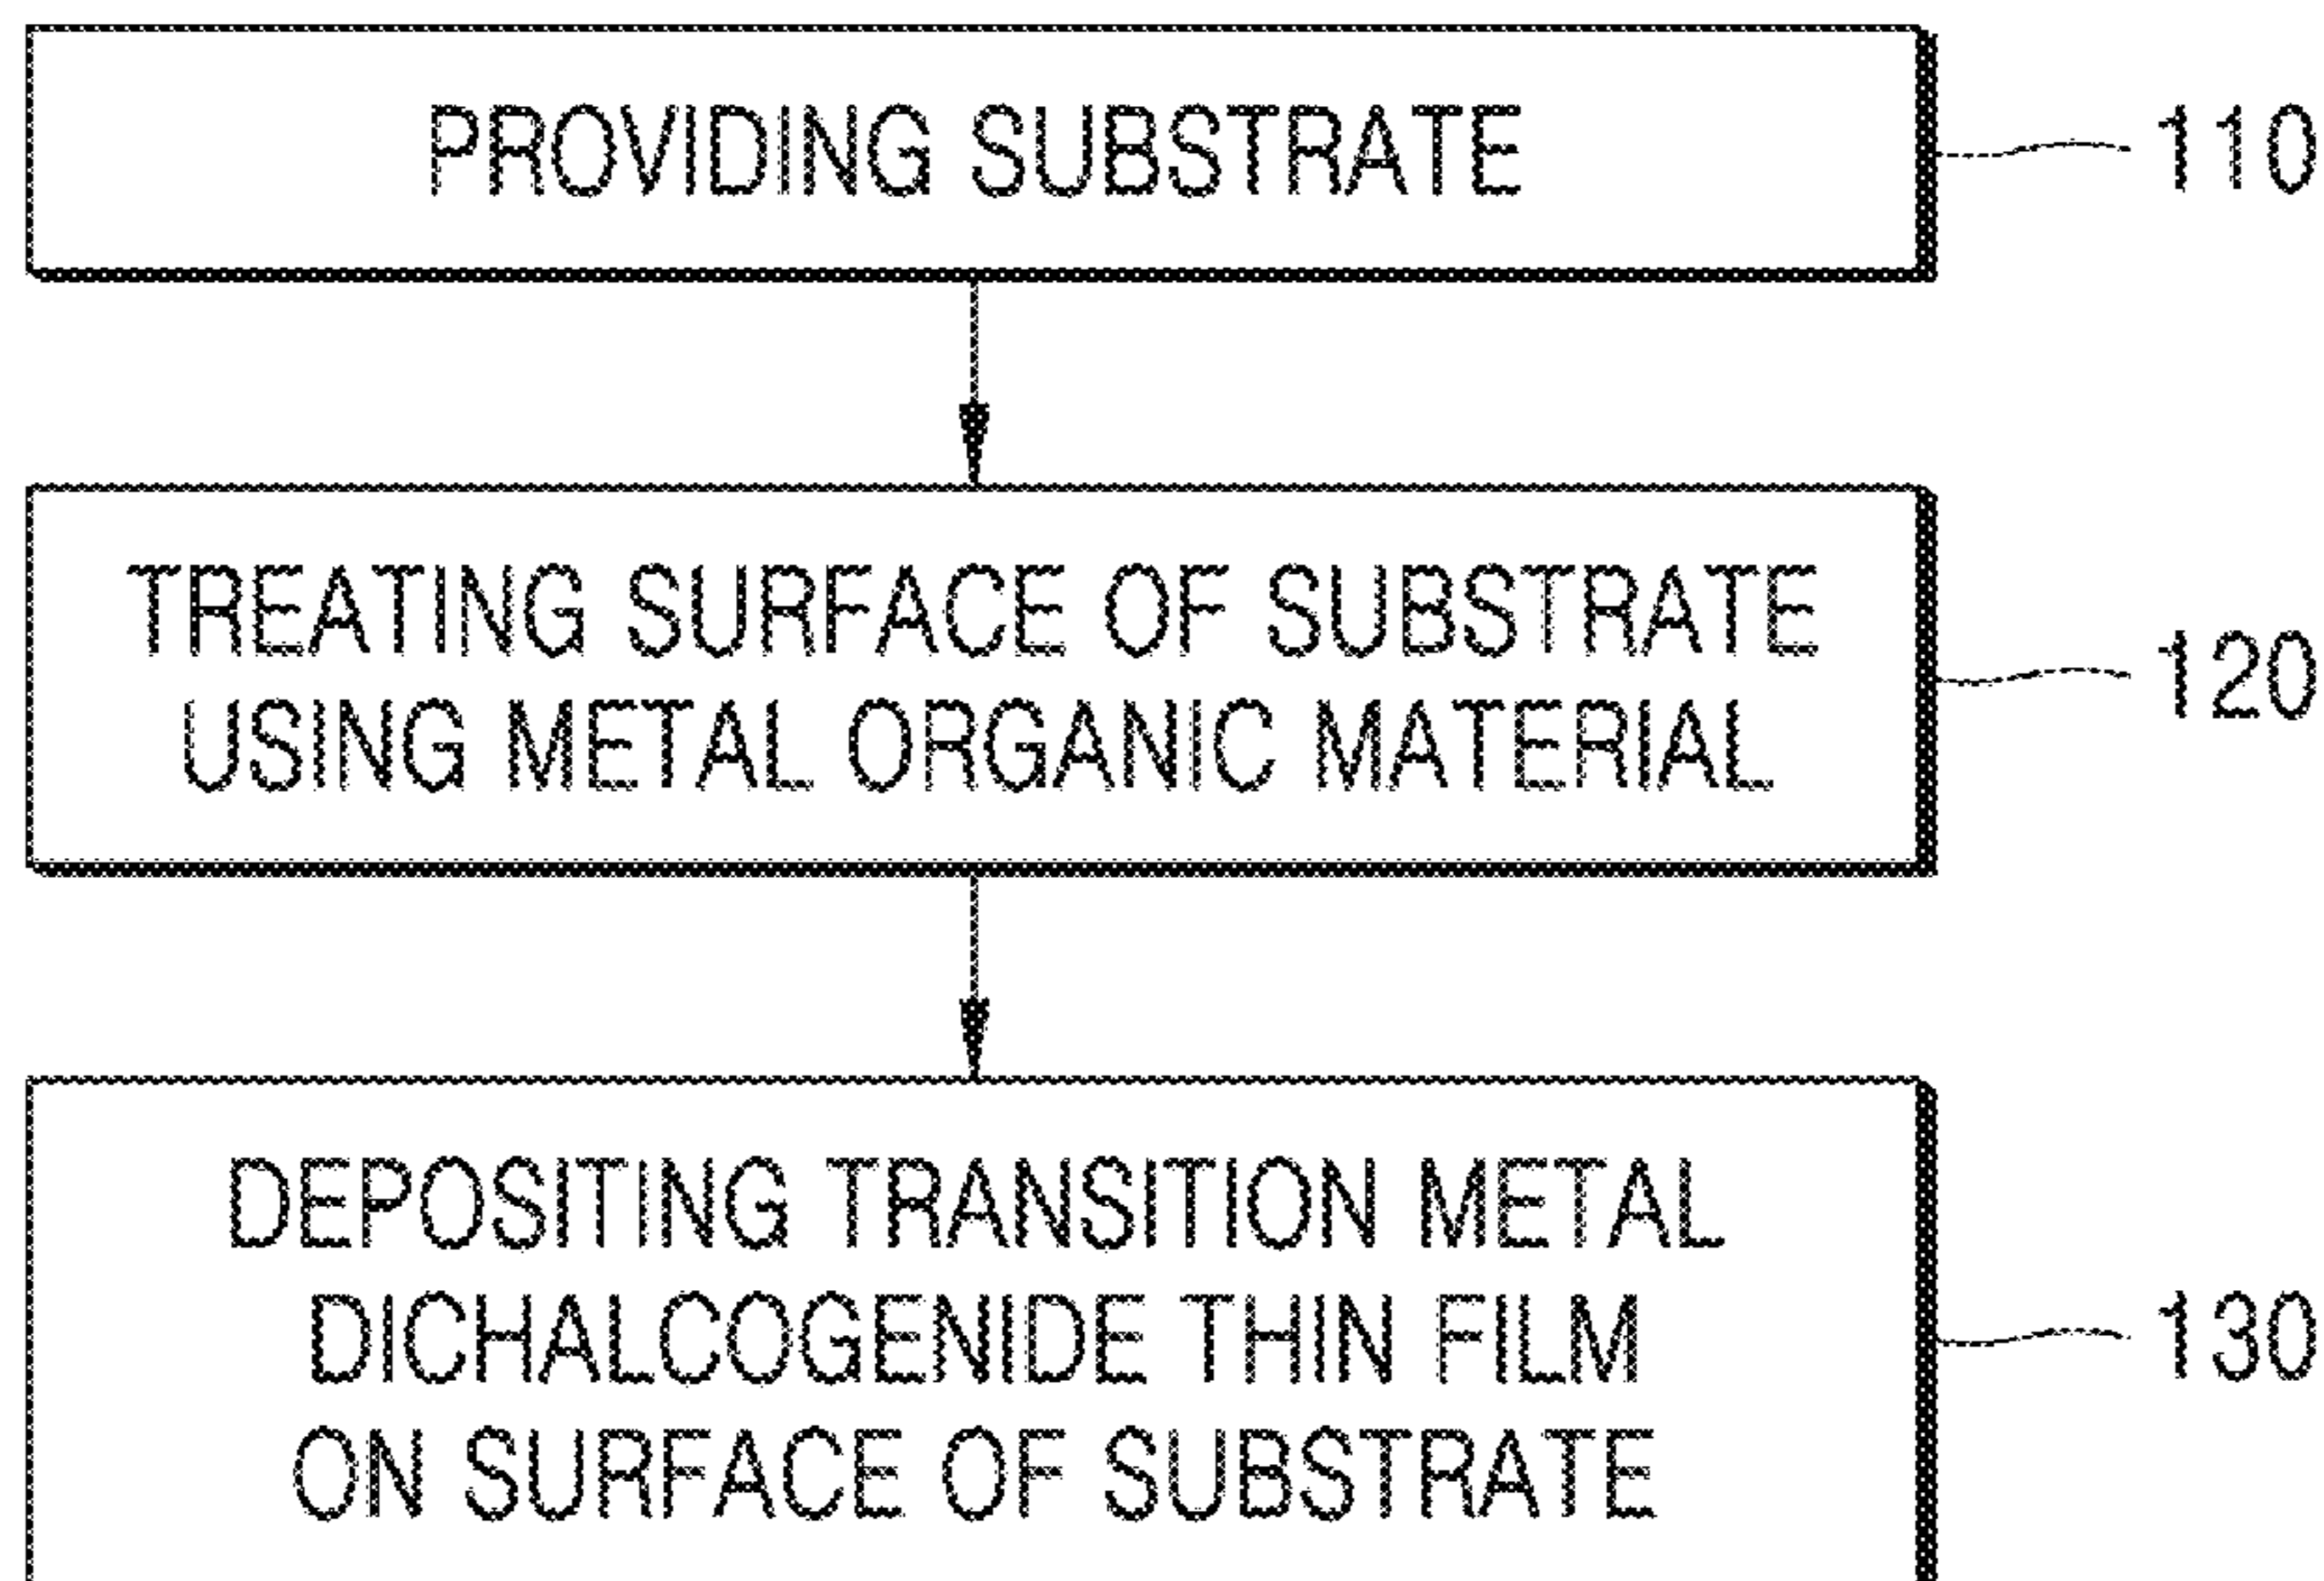 PROVIDING SUBSTRATE
110
TREATING SURFACE OF SUBSTRATE
USING METAL ORGANIC MATERIAL
120
DEPOSITING TRANSITION METAL
DICHALCOGENIDE THIN FILM
ON SURFACE OF SUBSTRATE
130